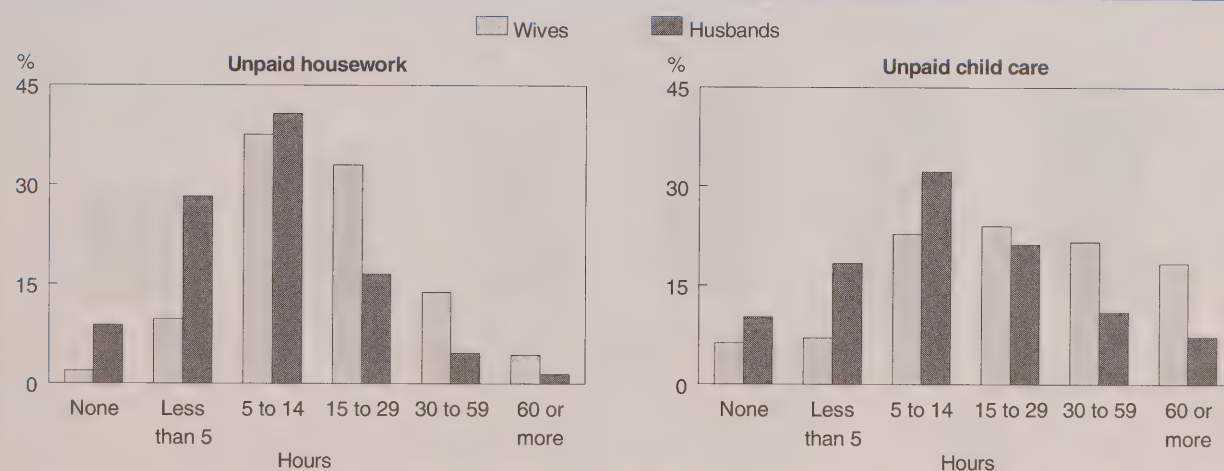 Wives Husbands
Unpaid housework
%
45
30
15
0
None Less than 5 5 to 14 15 to 29 30 to 59 60 or more
Hours
Unpaid child care
%
45
30
15
0
None Less than 5 5 to 14 15 to 29 30 to 59 60 or more
Hours